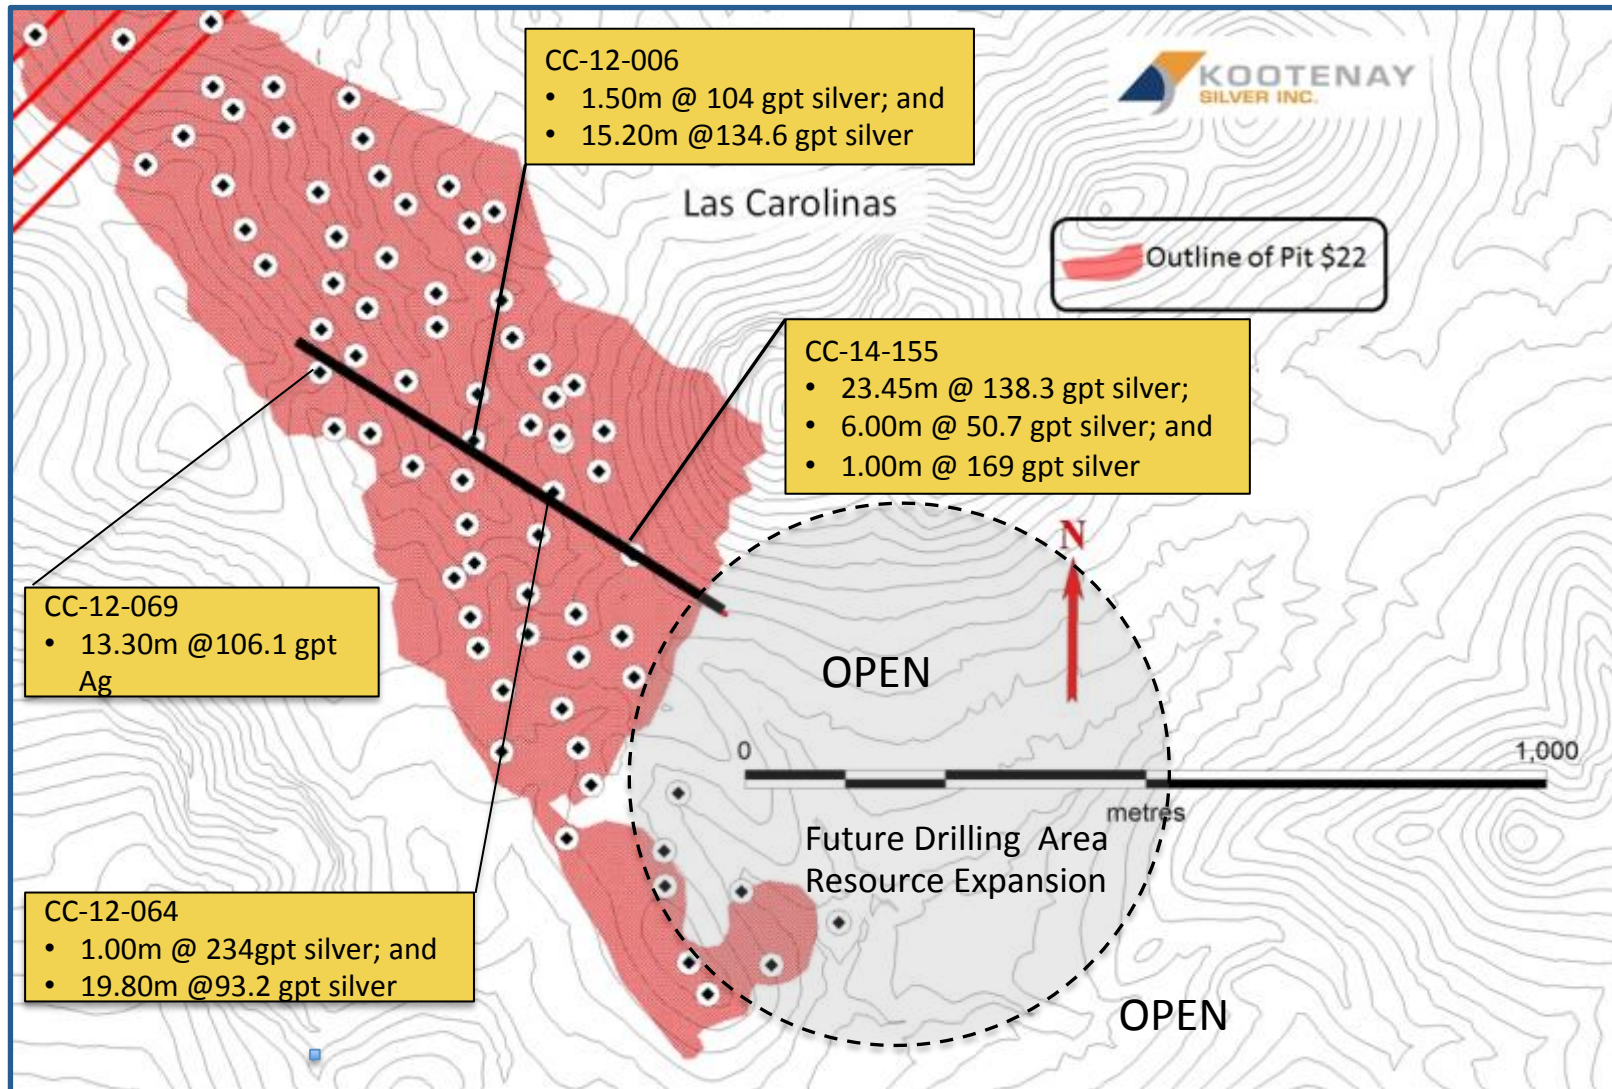 CC-12-006
• 1.50m @ 104 gpt silver; and
• 15.20m @134.6 gpt silver
KOOTENAY
SILVER INC.
Las Carolinas
Outline of Pit $22
CC-14-155
• 23.45m @ 138.3 gpt silver;
• 6.00m @ 50.7 gpt silver; and
• 1.00m @ 169 gpt silver
N
CC-12-069
• 13.30m @106.1 gpt
Ag
OPEN
0
1,000
metres
Future Drilling Area
Resource Expansion
CC-12-064
• 1.00m @ 234gpt silver; and
• 19.80m @93.2 gpt silver
OPEN